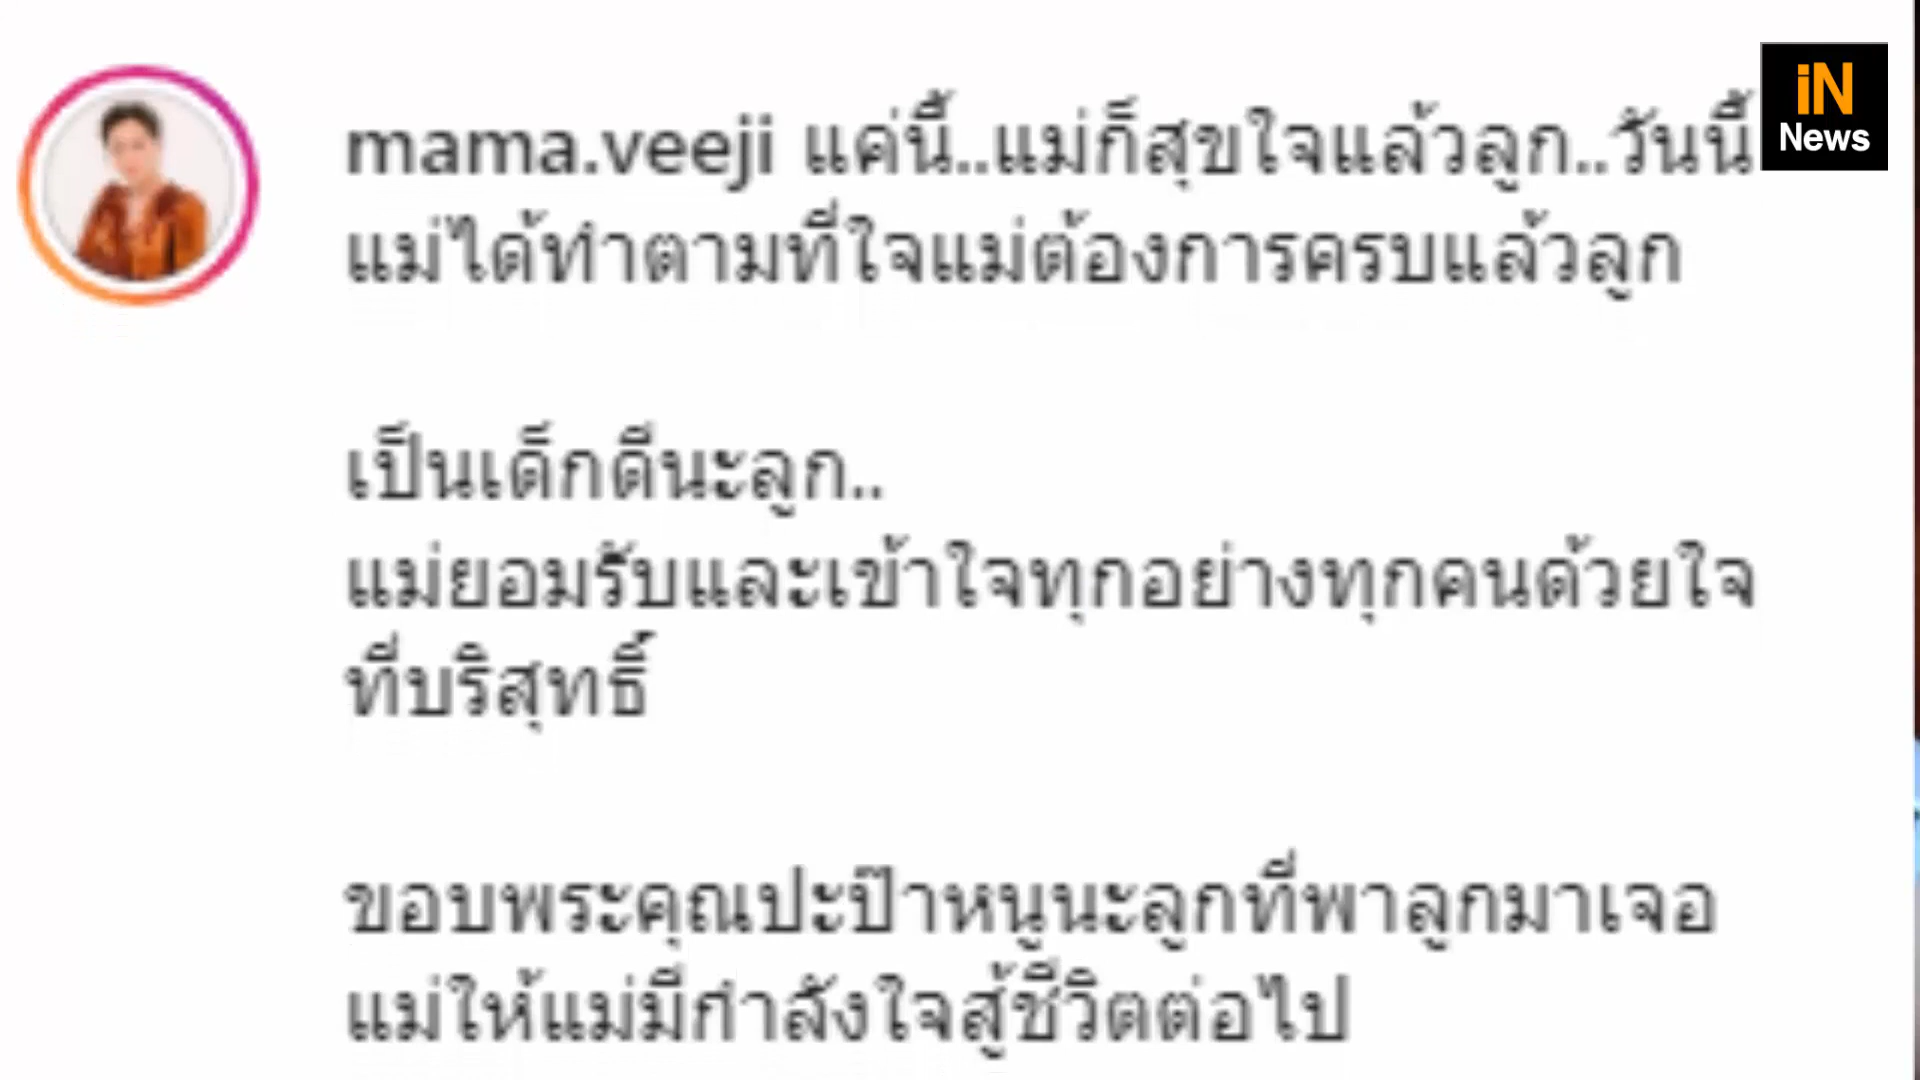 mama.veeji แค่นี้..แม่ก็สุขใจแล้วลูก..วันนี้
แม่ได้ทำตามที่ใจแม่ต้องการครบแล้วลูก
เป็นเด็กดีนะลูก..
แม่ยอมรับและเข้าใจทุกอย่างทุกคนด้วยใจ
ที่บริสุทธิ์
ขอบพระคุณปะป๊าหนูนะลูกที่พาลูกมาเจอ
แม่ให้แม่มีกำลังใจสู้ชีวิตต่อไป
iN
News